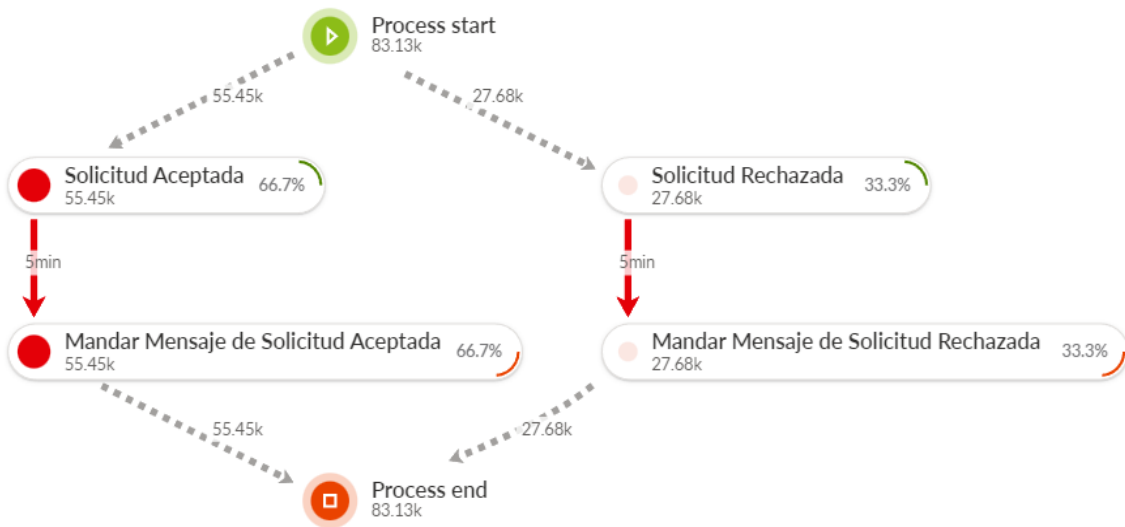 Process start
83.13k
55.45k
27.68k
Solicitud Aceptada
55.45k
66.7%
Solicitud Rechazada
27.68k
33.3%
5min
5min
Mandar Mensaje de Solicitud Aceptada
55.45k
66.7%
Mandar Mensaje de Solicitud Rechazada
27.68k
33.3%
55.45k
27.68k
Process end
83.13k